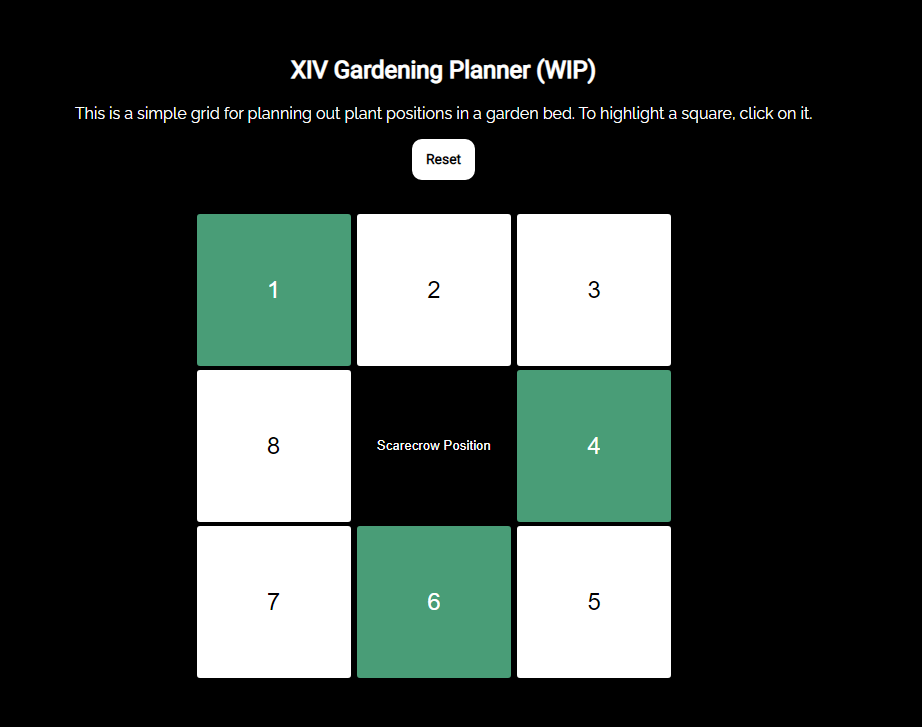 XIV Gardening Planner (WIP)
This is a simple grid for planning out plant positions in a garden bed. To highlight a square, click on it.
Reset
1 2 3
8 Scarecrow Position 4
7 6 5